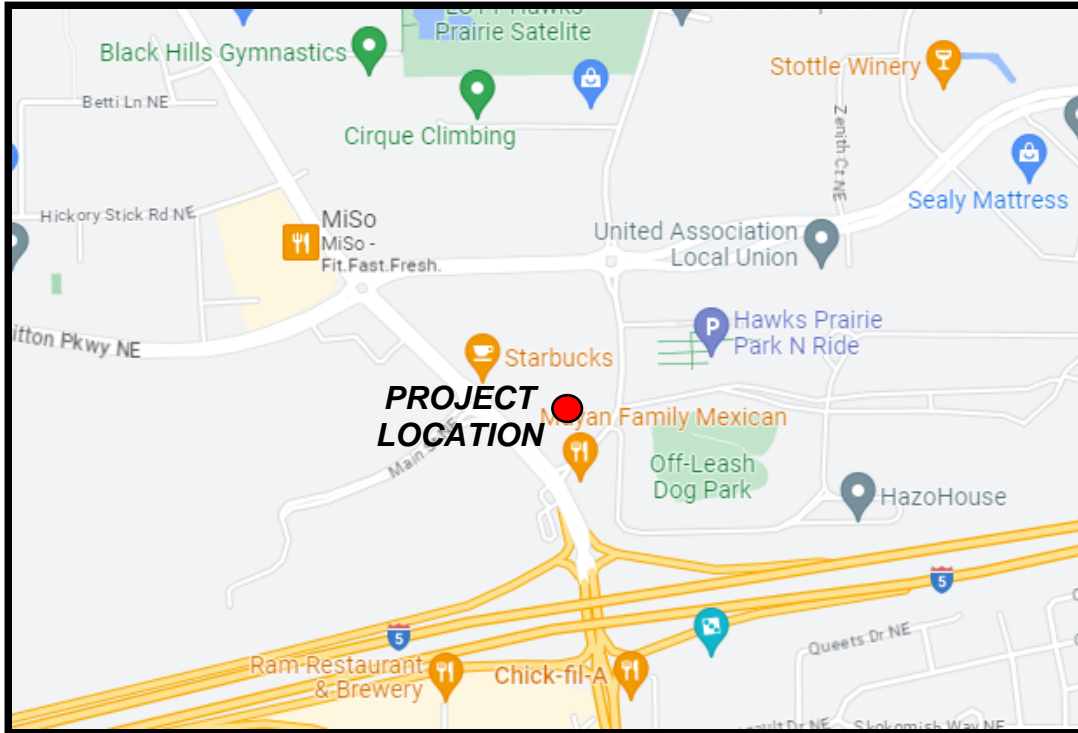 Prairie Satelite
Black Hills Gymnastics
Stottle Winery
Betti Ln NE
Zenith Ct NE
Cirque Climbing
Sealy Mattress
Hickory Stick Rd NE
MiSo
MiSo -
Fit.Fast.Fresh.
United Association
Local Union
P
Hawks Prairie
Park N Ride
itton Pkwy NE
Starbucks
PROJECT
LOCATION
Family Mexican
Main
Off-Leash
Dog Park
HazoHouse
5
5
Queets Dr NE
Ram Restaurant
& Brewery
Chick-fil-A
Dr NE
Skokomish Way NE